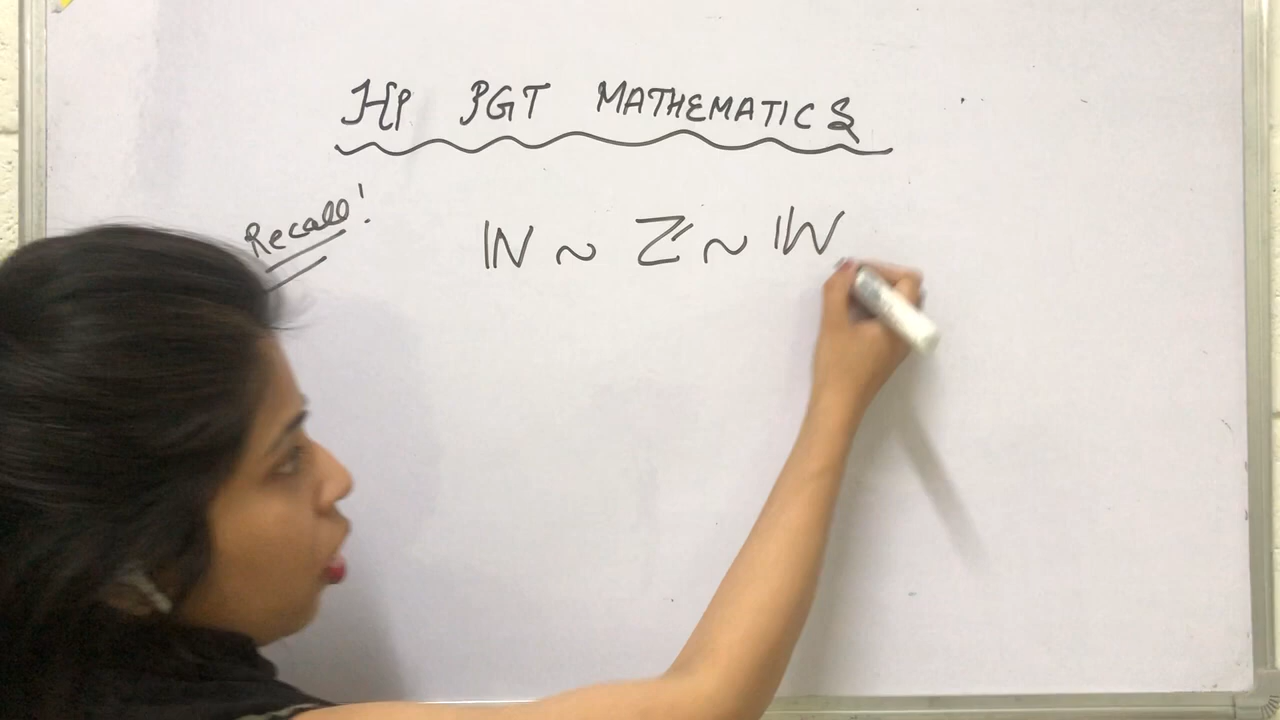 HP PGT MATHEMATICS
Recall!
ℕ ~ ℤ ~ 𝕎